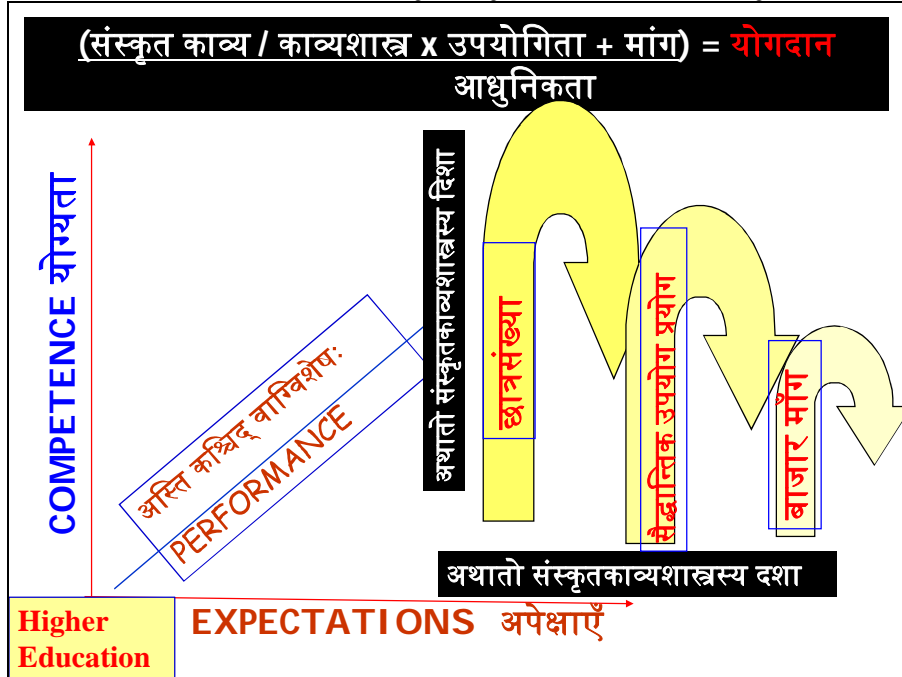 (संस्कृत काव्य / काव्यशास्त्र x उपयोगिता + मांग) = योगदान
आधुनिकता
COMPETENCE योग्यता
अस्ति कश्चिद् वाग्विशेषः
PERFORMANCE
अथातो संस्कृतकाव्यशास्त्रस्य दिशा
छात्रसंख्या
सैद्धान्तिक उपयोग प्रयोग
बाजार माँग
अथातो संस्कृतकाव्यशास्त्रस्य दशा
EXPECTATIONS अपेक्षाएँ
Higher
Education